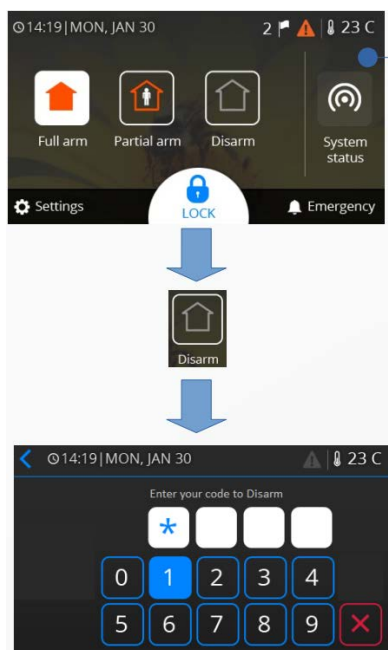 14:19|MON, JAN 30 2 23 C
Full arm Partial arm Disarm System status
Settings LOCK Emergency
Disarm
14:19|MON, JAN 30 23 C
Enter your code to Disarm
*
0 1 2 3 4
5 6 7 8 9